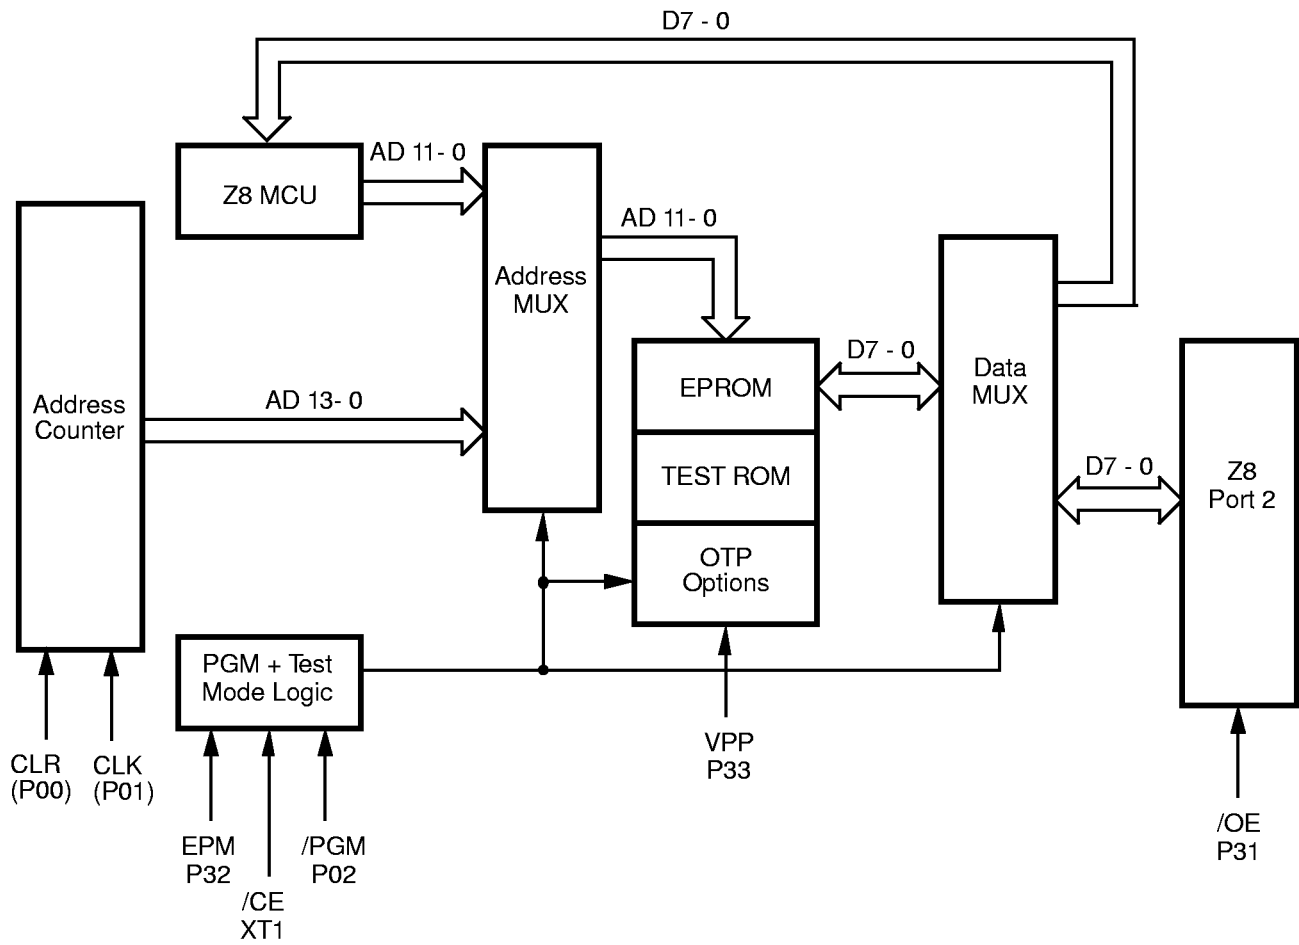 D7 - 0
Z8 MCU
AD 11- 0
AD 11- 0
Address
MUX
Address
Counter
AD 13- 0
EPROM
TEST ROM
OTP
Options
D7 - 0
Data
MUX
D7 - 0
Z8
Port 2
PGM + Test
Mode Logic
CLR
(P00)
CLK
(P01)
EPM
P32
/CE
XT1
/PGM
P02
VPP
P33
/OE
P31